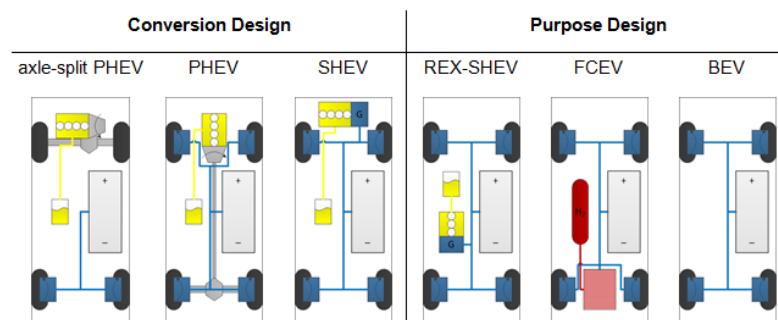 Conversion Design
Purpose Design
axle-split PHEV PHEV SHEV REX-SHEV FCEV BEV
G
+ + + + + +
H₂
G
− − − − − −